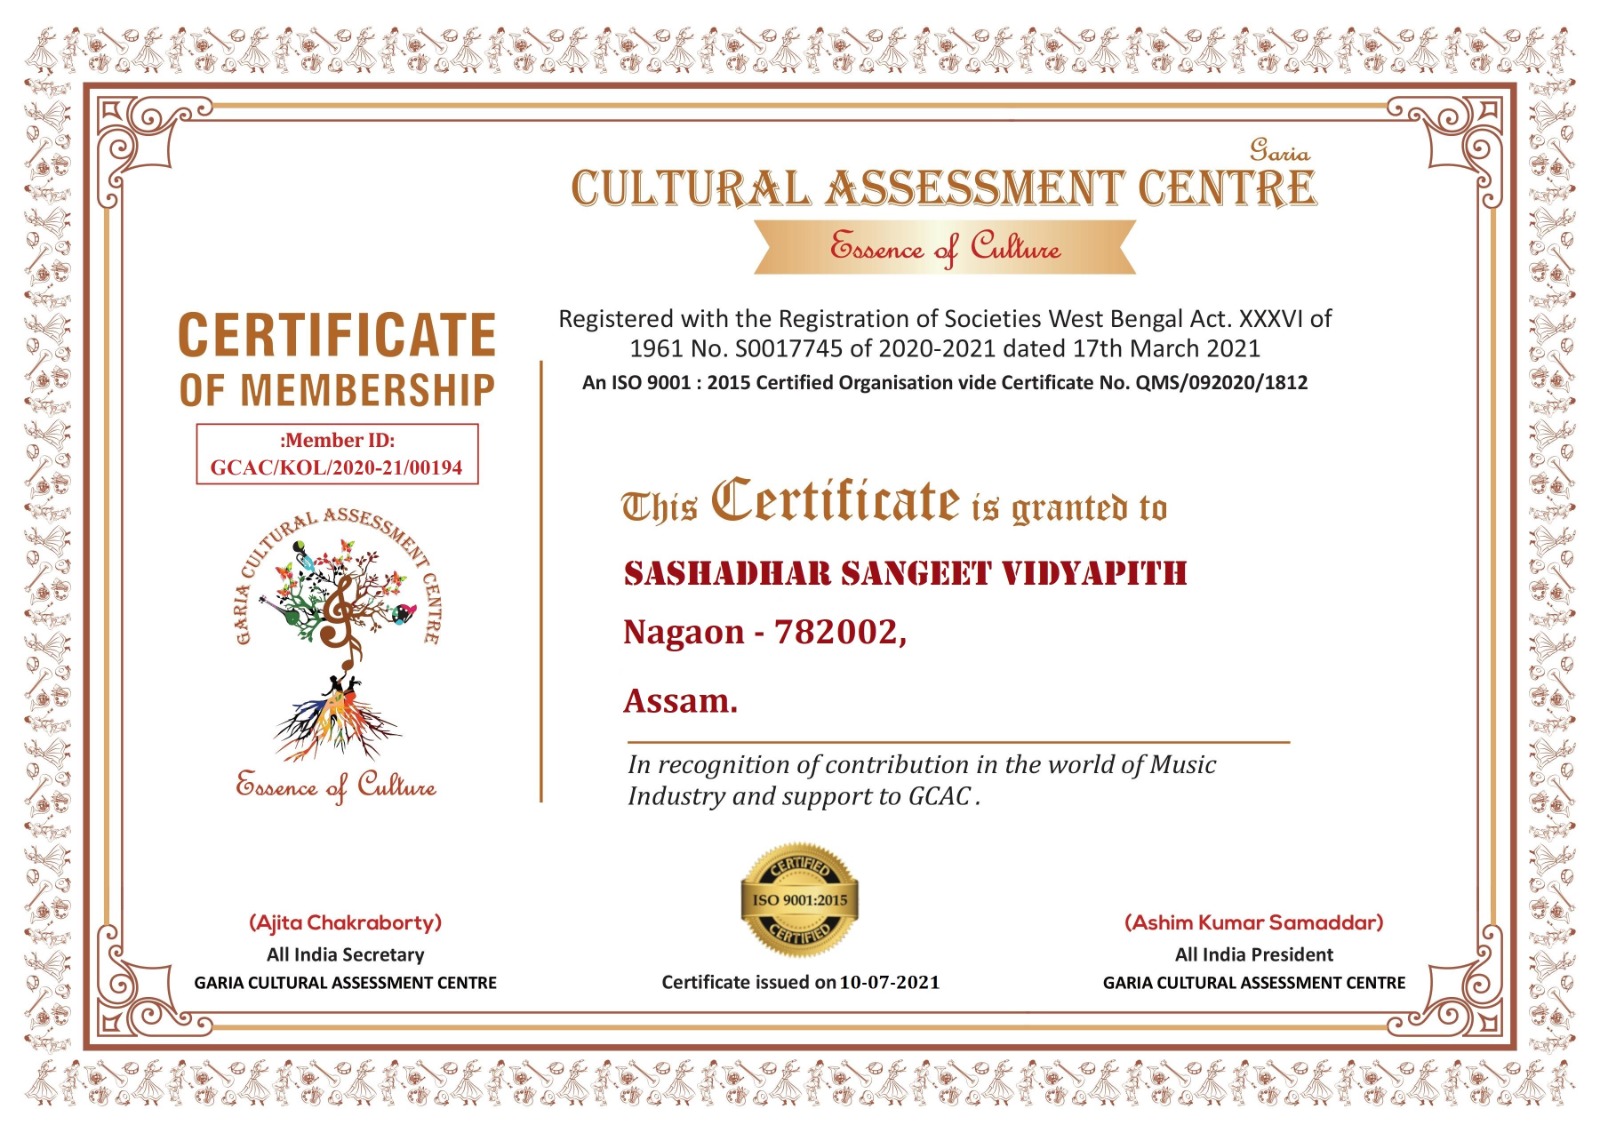 Garia
CULTURAL ASSESSMENT CENTRE
Essence of Culture
CERTIFICATE
OF MEMBERSHIP
:Member ID:
GCAC/KOL/2020-21/00194
GARIA CULTURAL ASSESSMENT CENTRE
Essence of Culture
Registered with the Registration of Societies West Bengal Act. XXXVI of
1961 No. S0017745 of 2020-2021 dated 17th March 2021
An ISO 9001 : 2015 Certified Organisation vide Certificate No. QMS/092020/1812
This Certificate is granted to
SASHADHAR SANGEET VIDYAPITH
Nagaon - 782002,
Assam.
In recognition of contribution in the world of Music
Industry and support to GCAC .
CERTIFIED
ISO 9001:2015
CERTIFIED
(Ajita Chakraborty)
All India Secretary
GARIA CULTURAL ASSESSMENT CENTRE
Certificate issued on 10-07-2021
(Ashim Kumar Samaddar)
All India President
GARIA CULTURAL ASSESSMENT CENTRE